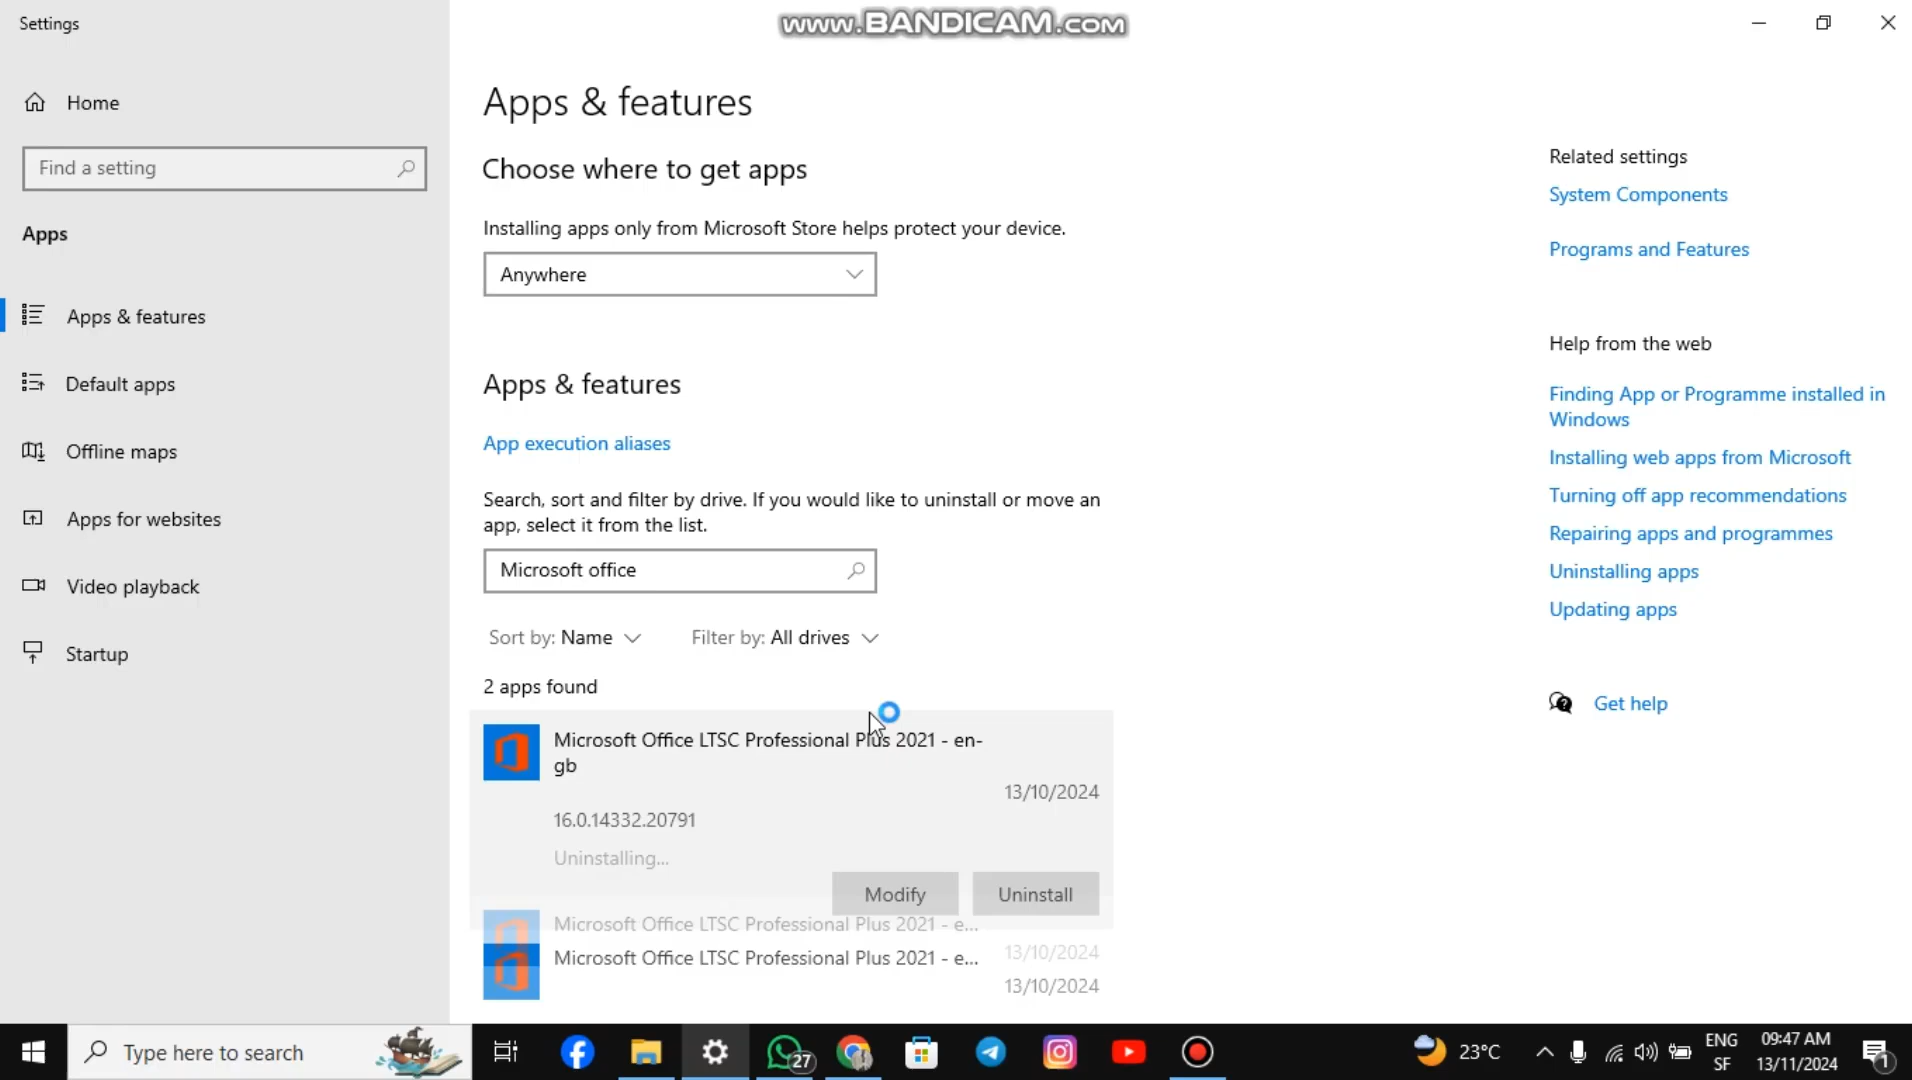 Settings
www.BANDICAM.com
Home
Find a setting
Apps
Apps & features
Default apps
Offline maps
Apps for websites
Video playback
Startup
Apps & features
Choose where to get apps
Installing apps only from Microsoft Store helps protect your device.
Anywhere
Apps & features
App execution aliases
Search, sort and filter by drive. If you would like to uninstall or move an
app, select it from the list.
Microsoft office
Sort by: Name
Filter by: All drives
2 apps found
Microsoft Office LTSC Professional Plus 2021 - en-
gb
13/10/2024
16.0.14332.20791
Uninstalling...
Modify
Uninstall
Microsoft Office LTSC Professional Plus 2021 - e...
13/10/2024
Microsoft Office LTSC Professional Plus 2021 - e...
13/10/2024
Related settings
System Components
Programs and Features
Help from the web
Finding App or Programme installed in
Windows
Installing web apps from Microsoft
Turning off app recommendations
Repairing apps and programmes
Uninstalling apps
Updating apps
Get help
Type here to search
27
23°C
ENG
SF
09:47 AM
13/11/2024
1